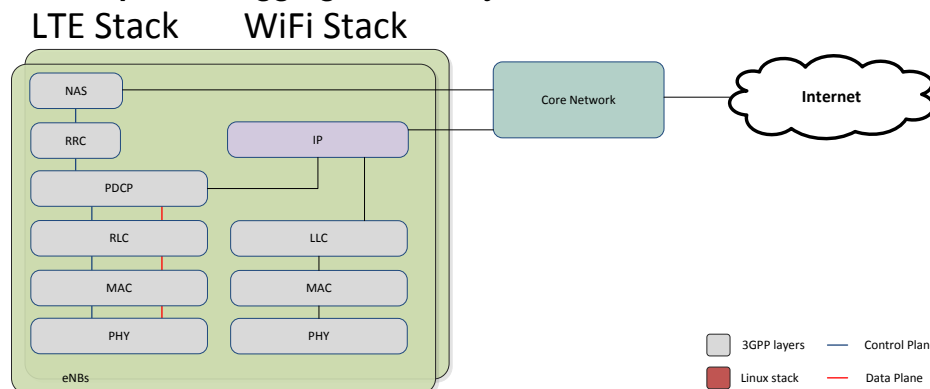 LTE Stack WiFi Stack
NAS
Core Network
Internet
RRC
IP
PDCP
RLC
LLC
MAC
MAC
PHY
PHY
eNBs
3GPP layers
Control Plan
Linux stack
Data Plane